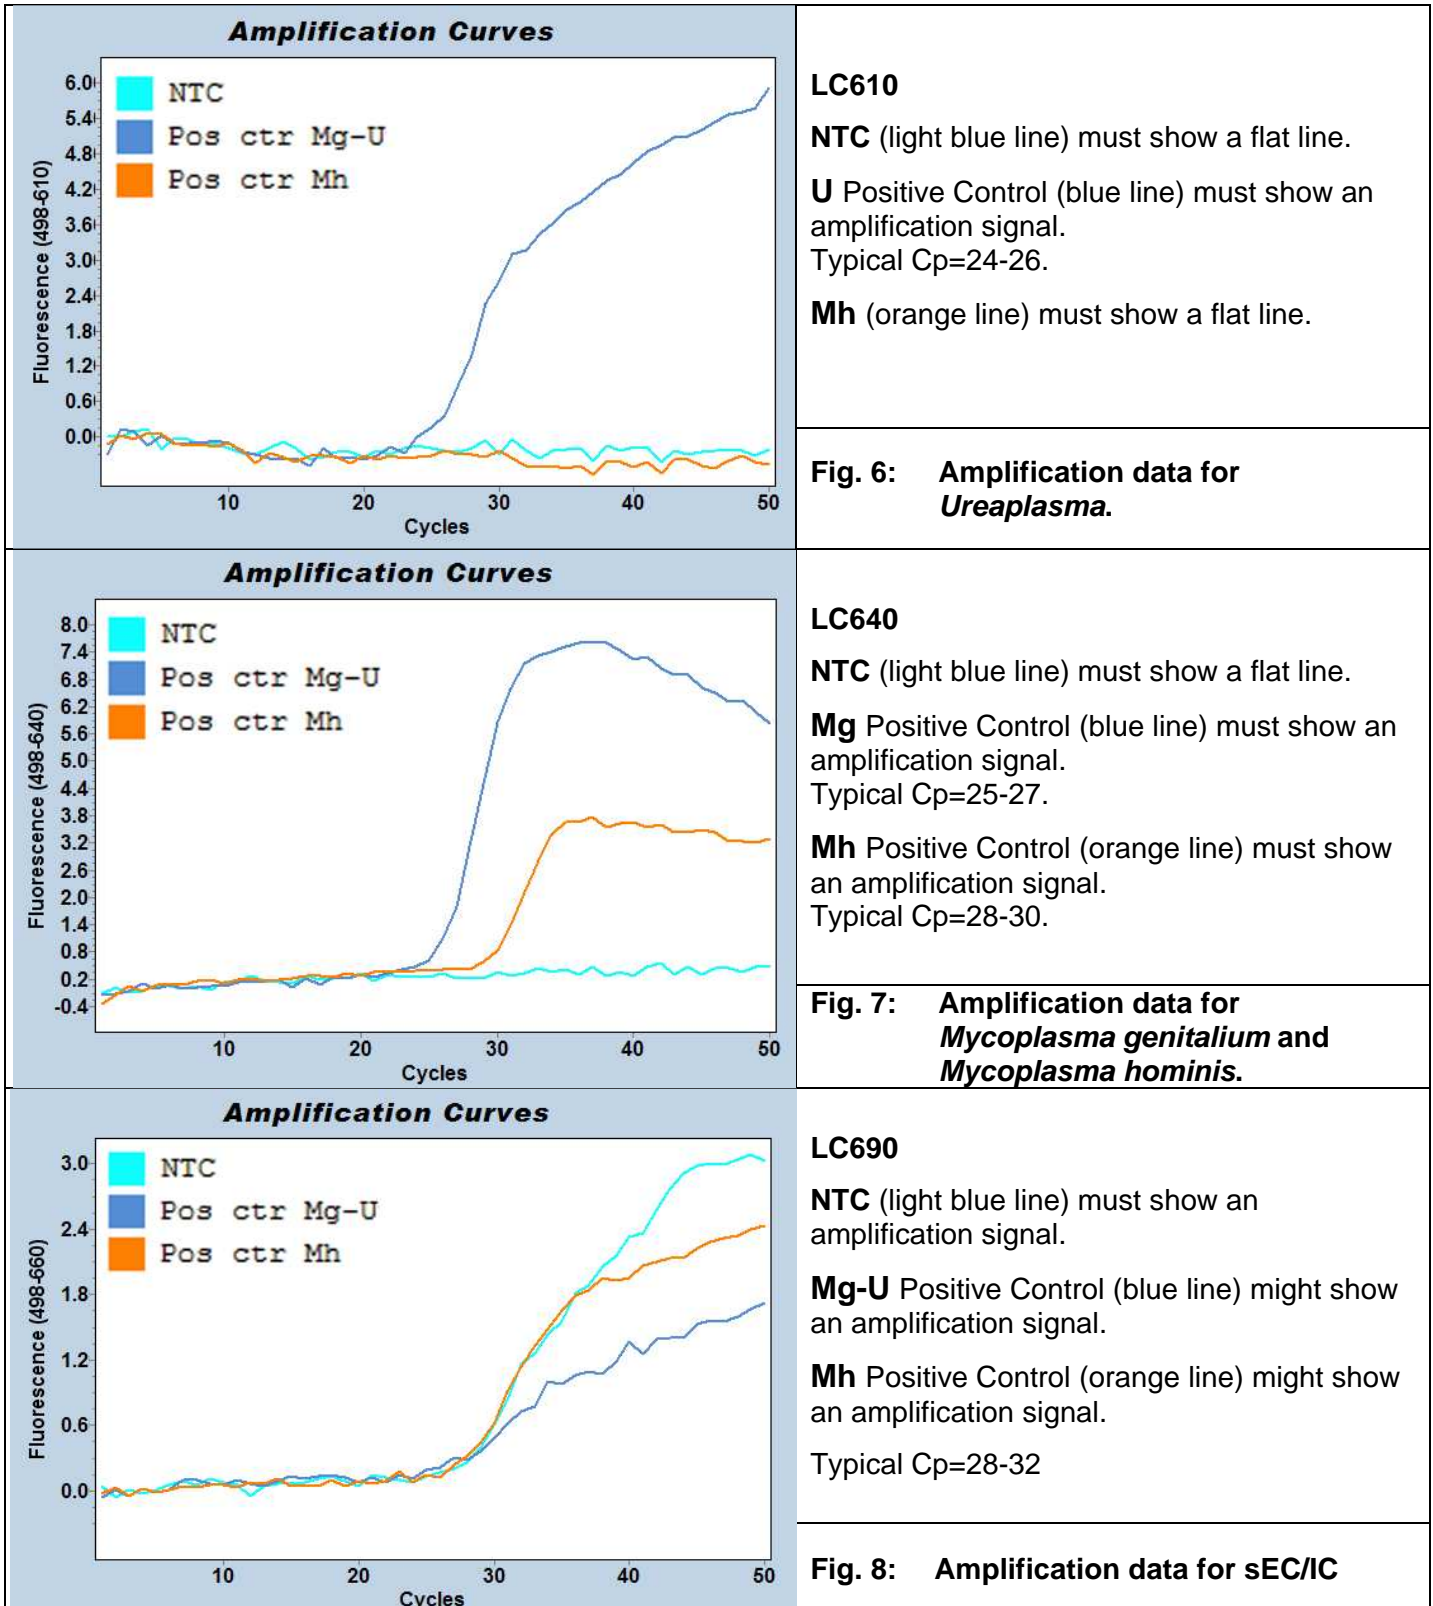 Amplification Curves
6.0
5.4
4.8
4.2
3.6
3.0
2.4
1.8
1.2
0.6
0.0
Fluorescence (498-610)
NTC
Pos ctr Mg-U
Pos ctr Mh
10 20 30 40 50
Cycles
LC610
NTC (light blue line) must show a flat line.
U Positive Control (blue line) must show an
amplification signal.
Typical Cp=24-26.
Mh (orange line) must show a flat line.
Fig. 6: Amplification data for
Ureaplasma.
Amplification Curves
8.0
7.4
6.8
6.2
5.6
5.0
4.4
3.8
3.2
2.6
2.0
1.4
0.8
0.2
-0.4
Fluorescence (498-640)
NTC
Pos ctr Mg-U
Pos ctr Mh
10 20 30 40 50
Cycles
LC640
NTC (light blue line) must show a flat line.
Mg Positive Control (blue line) must show an
amplification signal.
Typical Cp=25-27.
Mh Positive Control (orange line) must show
an amplification signal.
Typical Cp=28-30.
Fig. 7: Amplification data for
Mycoplasma genitalium and
Mycoplasma hominis.
Amplification Curves
3.0
2.4
1.8
1.2
0.6
0.0
Fluorescence (498-660)
NTC
Pos ctr Mg-U
Pos ctr Mh
10 20 30 40 50
Cycles
LC690
NTC (light blue line) must show an
amplification signal.
Mg-U Positive Control (blue line) might show
an amplification signal.
Mh Positive Control (orange line) might show
an amplification signal.
Typical Cp=28-32
Fig. 8: Amplification data for sEC/IC